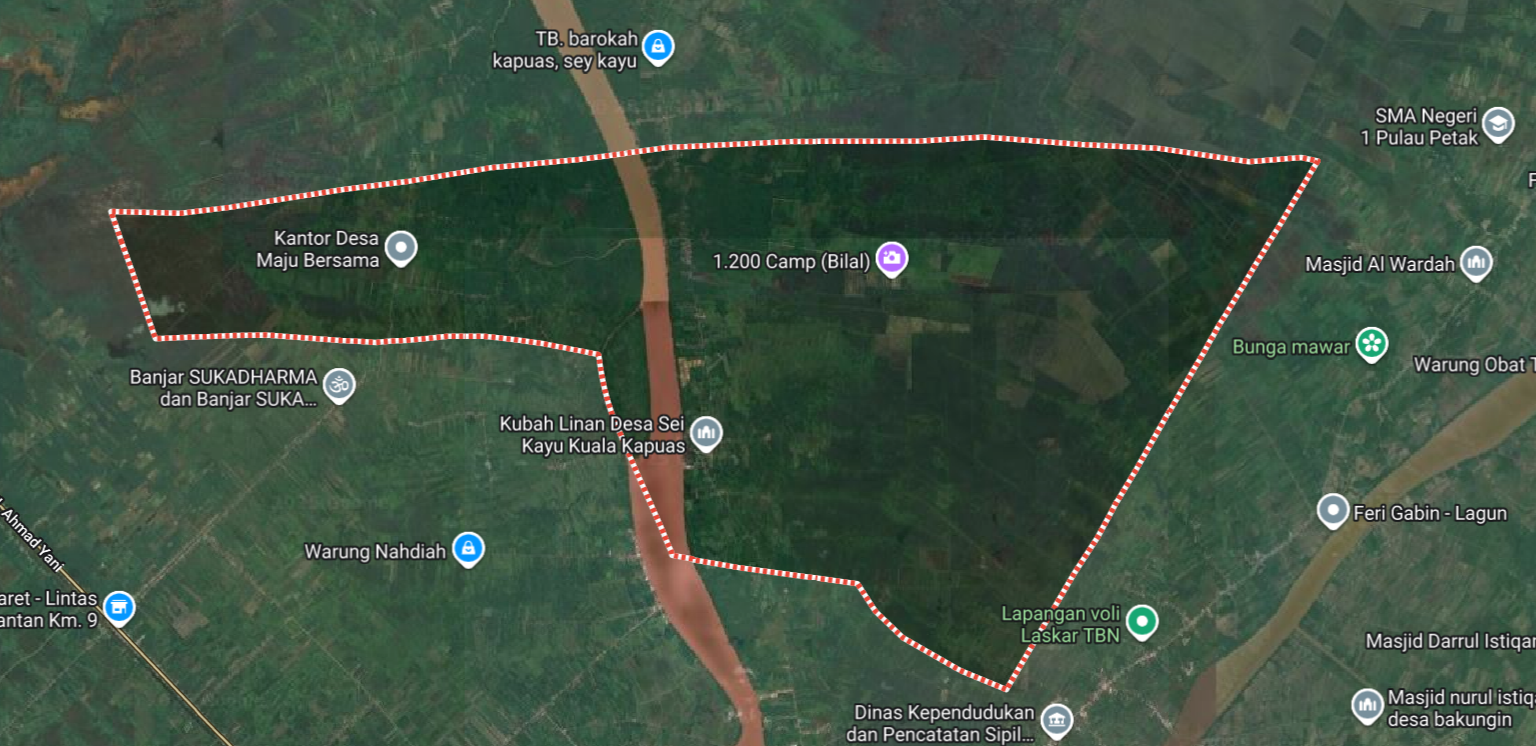 TB. barokah
kapuas, sey kayu
SMA Negeri
1 Pulau Petak
Kantor Desa
Maju Bersama
1.200 Camp (Bilal)
Masjid Al Wardah
Bunga mawar
Warung Obat T
Banjar SUKADHARMA
dan Banjar SUKA...
Kubah Linan Desa Sei
Kayu Kuala Kapuas
Feri Gabin - Lagun
Ahmad Yani
Warung Nahdiah
aret - Lintas
antan Km. 9
Lapangan voli
Laskar TBN
Masjid Darrul Istiqar
Masjid nurul istiqa
desa bakungin
Dinas Kependudukan
dan Pencatatan Sipil...